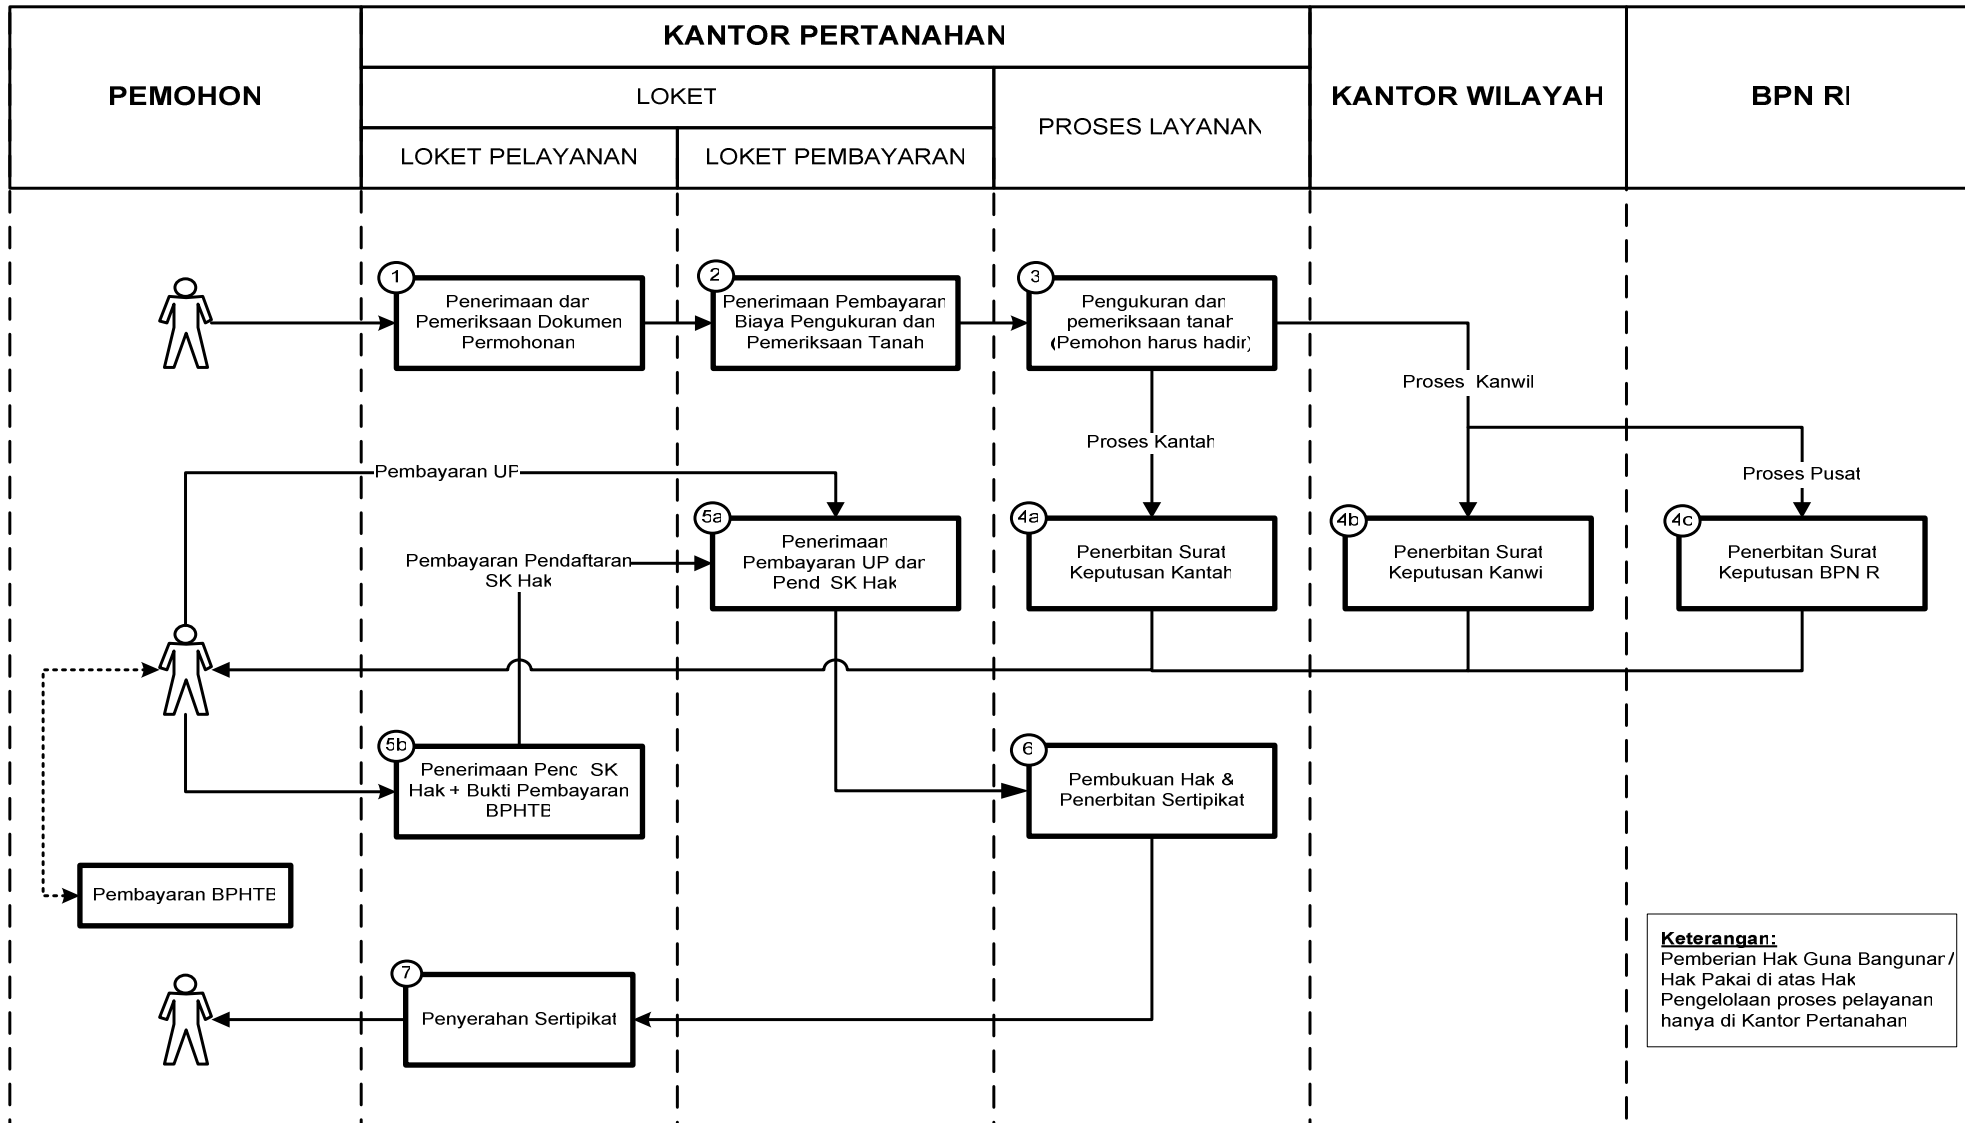 PEMOHON
KANTOR PERTANAHAN
KANTOR WILAYAH
BPN RI
LOKET
PROSES LAYANAN
LOKET PELAYANAN
LOKET PEMBAYARAN
1
Penerimaan dan
Pemeriksaan Dokumen
Permohonan
2
Penerimaan Pembayaran
Biaya Pengukuran dan
Pemeriksaan Tanah
3
Pengukuran dan
pemeriksaan tanah
(Pemohon harus hadir)
Proses Kanwil
Proses Kantah
Proses Pusat
Pembayaran UP
5a
Penerimaan
Pembayaran UP dan
Pend SK Hak
4a
Penerbitan Surat
Keputusan Kantah
4b
Penerbitan Surat
Keputusan Kanwi
4c
Penerbitan Surat
Keputusan BPN R
Pembayaran Pendaftaran
SK Hak
5b
Penerimaan Pend SK
Hak + Bukti Pembayaran
BPHTB
6
Pembukuan Hak &
Penerbitan Sertipikat
Pembayaran BPHTB
7
Penyerahan Sertipikat
Keterangan:
Pemberian Hak Guna Bangunan/
Hak Pakai di atas Hak
Pengelolaan proses pelayanan
hanya di Kantor Pertanahan